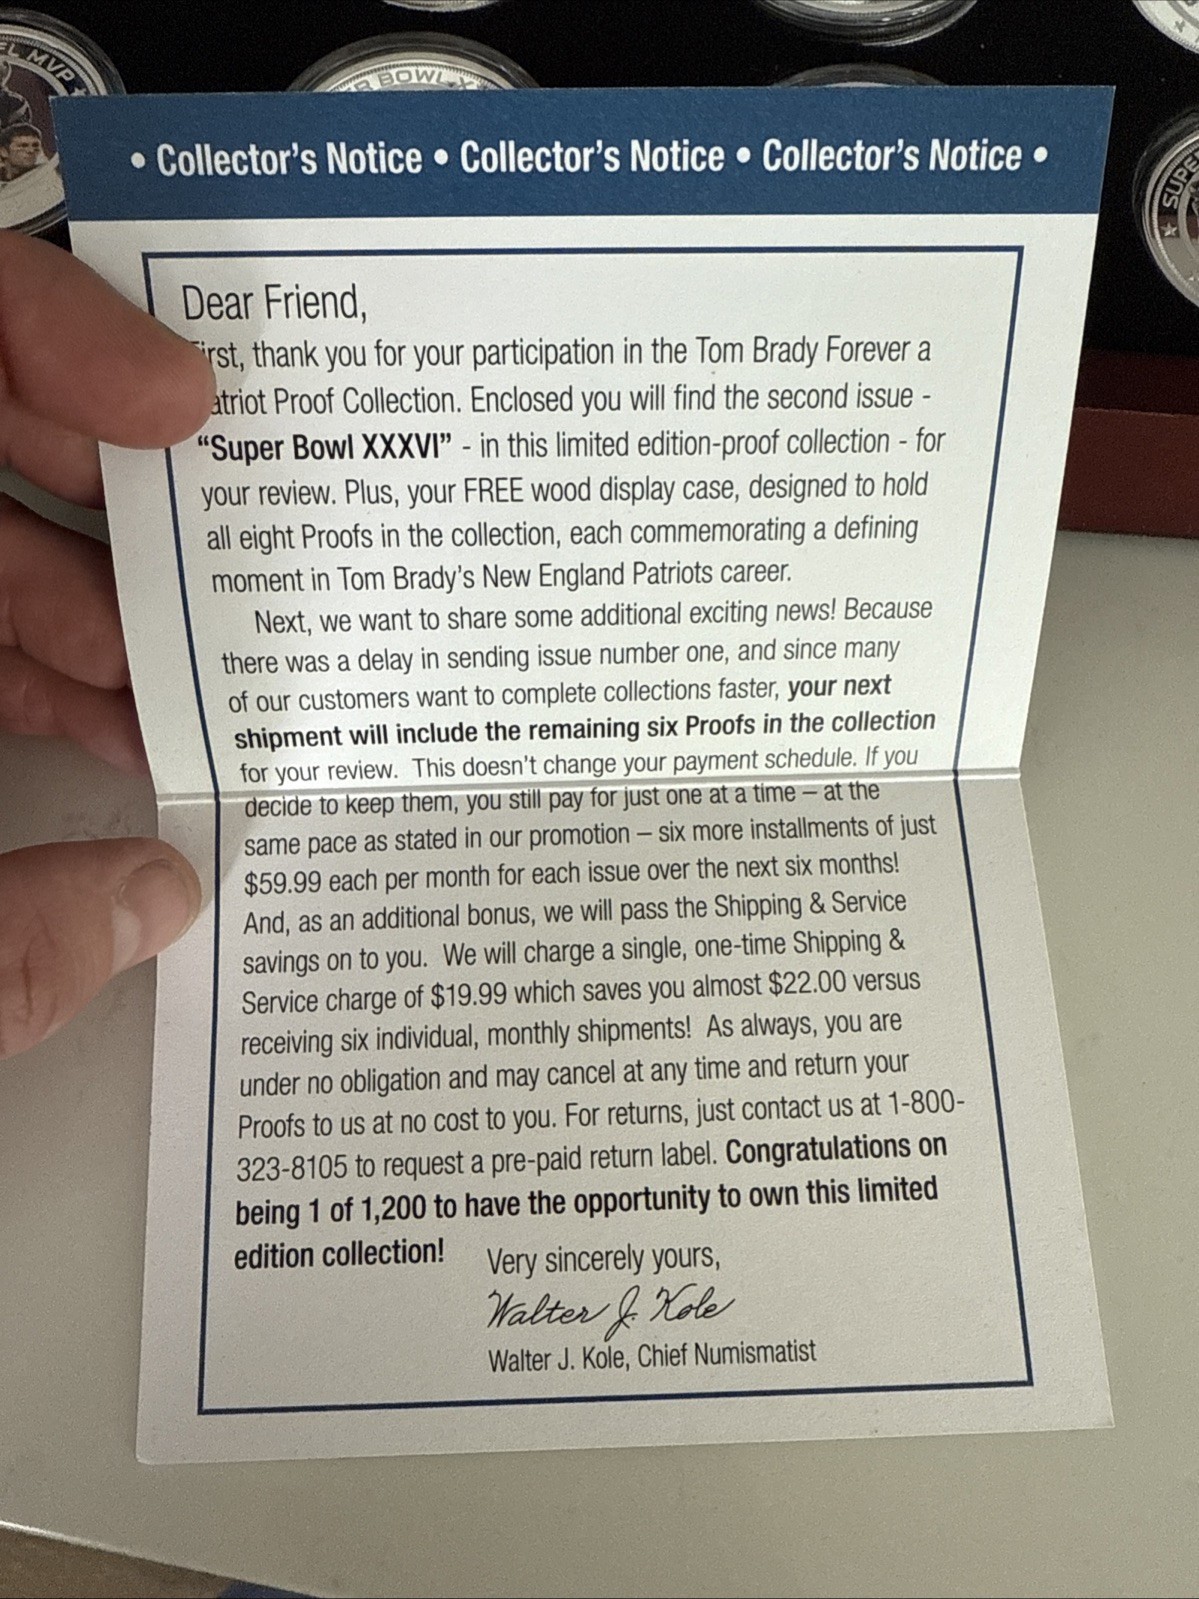 EL MVP
R BOWL X
SUPE
• Collector's Notice • Collector's Notice • Collector's Notice •
Dear Friend,
irst, thank you for your participation in the Tom Brady Forever a
atriot Proof Collection. Enclosed you will find the second issue -
“Super Bowl XXXVI” - in this limited edition-proof collection - for
your review. Plus, your FREE wood display case, designed to hold
all eight Proofs in the collection, each commemorating a defining
moment in Tom Brady's New England Patriots career.
Next, we want to share some additional exciting news! Because
there was a delay in sending issue number one, and since many
of our customers want to complete collections faster, your next
shipment will include the remaining six Proofs in the collection
for your review. This doesn't change your payment schedule. If you
decide to keep them, you still pay for just one at a time – at the
same pace as stated in our promotion – six more installments of just
$59.99 each per month for each issue over the next six months!
And, as an additional bonus, we will pass the Shipping & Service
savings on to you. We will charge a single, one-time Shipping &
Service charge of $19.99 which saves you almost $22.00 versus
receiving six individual, monthly shipments! As always, you are
under no obligation and may cancel at any time and return your
Proofs to us at no cost to you. For returns, just contact us at 1-800-
323-8105 to request a pre-paid return label. Congratulations on
being 1 of 1,200 to have the opportunity to own this limited
edition collection!
Very sincerely yours,
Walter J. Kole
Walter J. Kole, Chief Numismatist